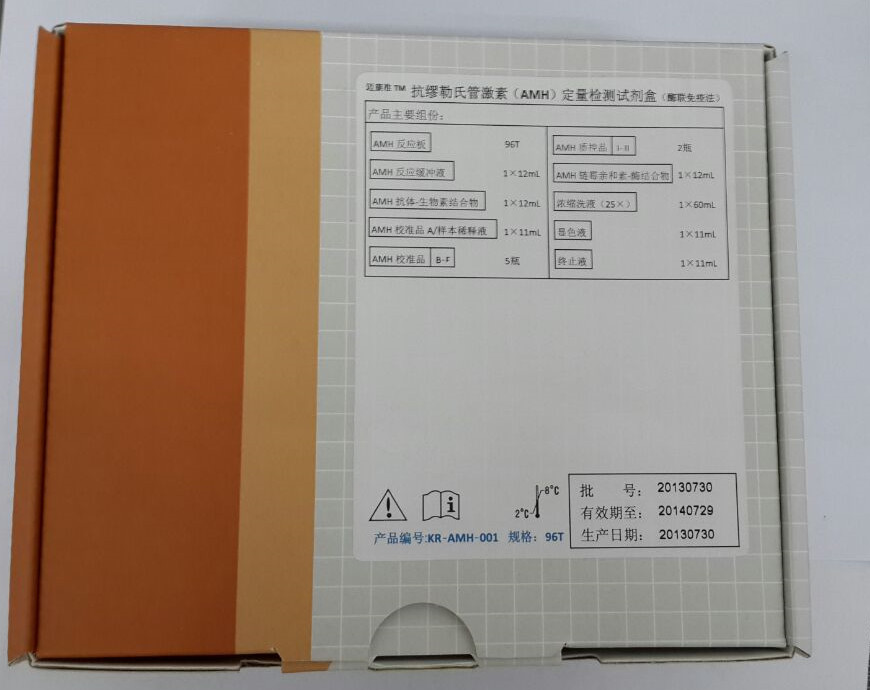 迈康准™ 抗缪勒氏管激素（AMH）定量检测试剂盒（酶联免疫法）
产品主要组份：
AMH 反应板 96T
AMH 反应缓冲液 1×12mL
AMH 抗体-生物素结合物 1×12mL
AMH 校准品 A/样本稀释液 1×11mL
AMH 校准品 B-F 5瓶
AMH 质控品 I-II 2瓶
AMH 链霉亲和素-酶结合物 1×12mL
浓缩洗液（25×） 1×60mL
显色液 1×11mL
终止液 1×11mL
2℃ 8℃
产品编号:KR-AMH-001 规格：96T
批 号： 20130730
有效期至： 20140729
生产日期： 20130730